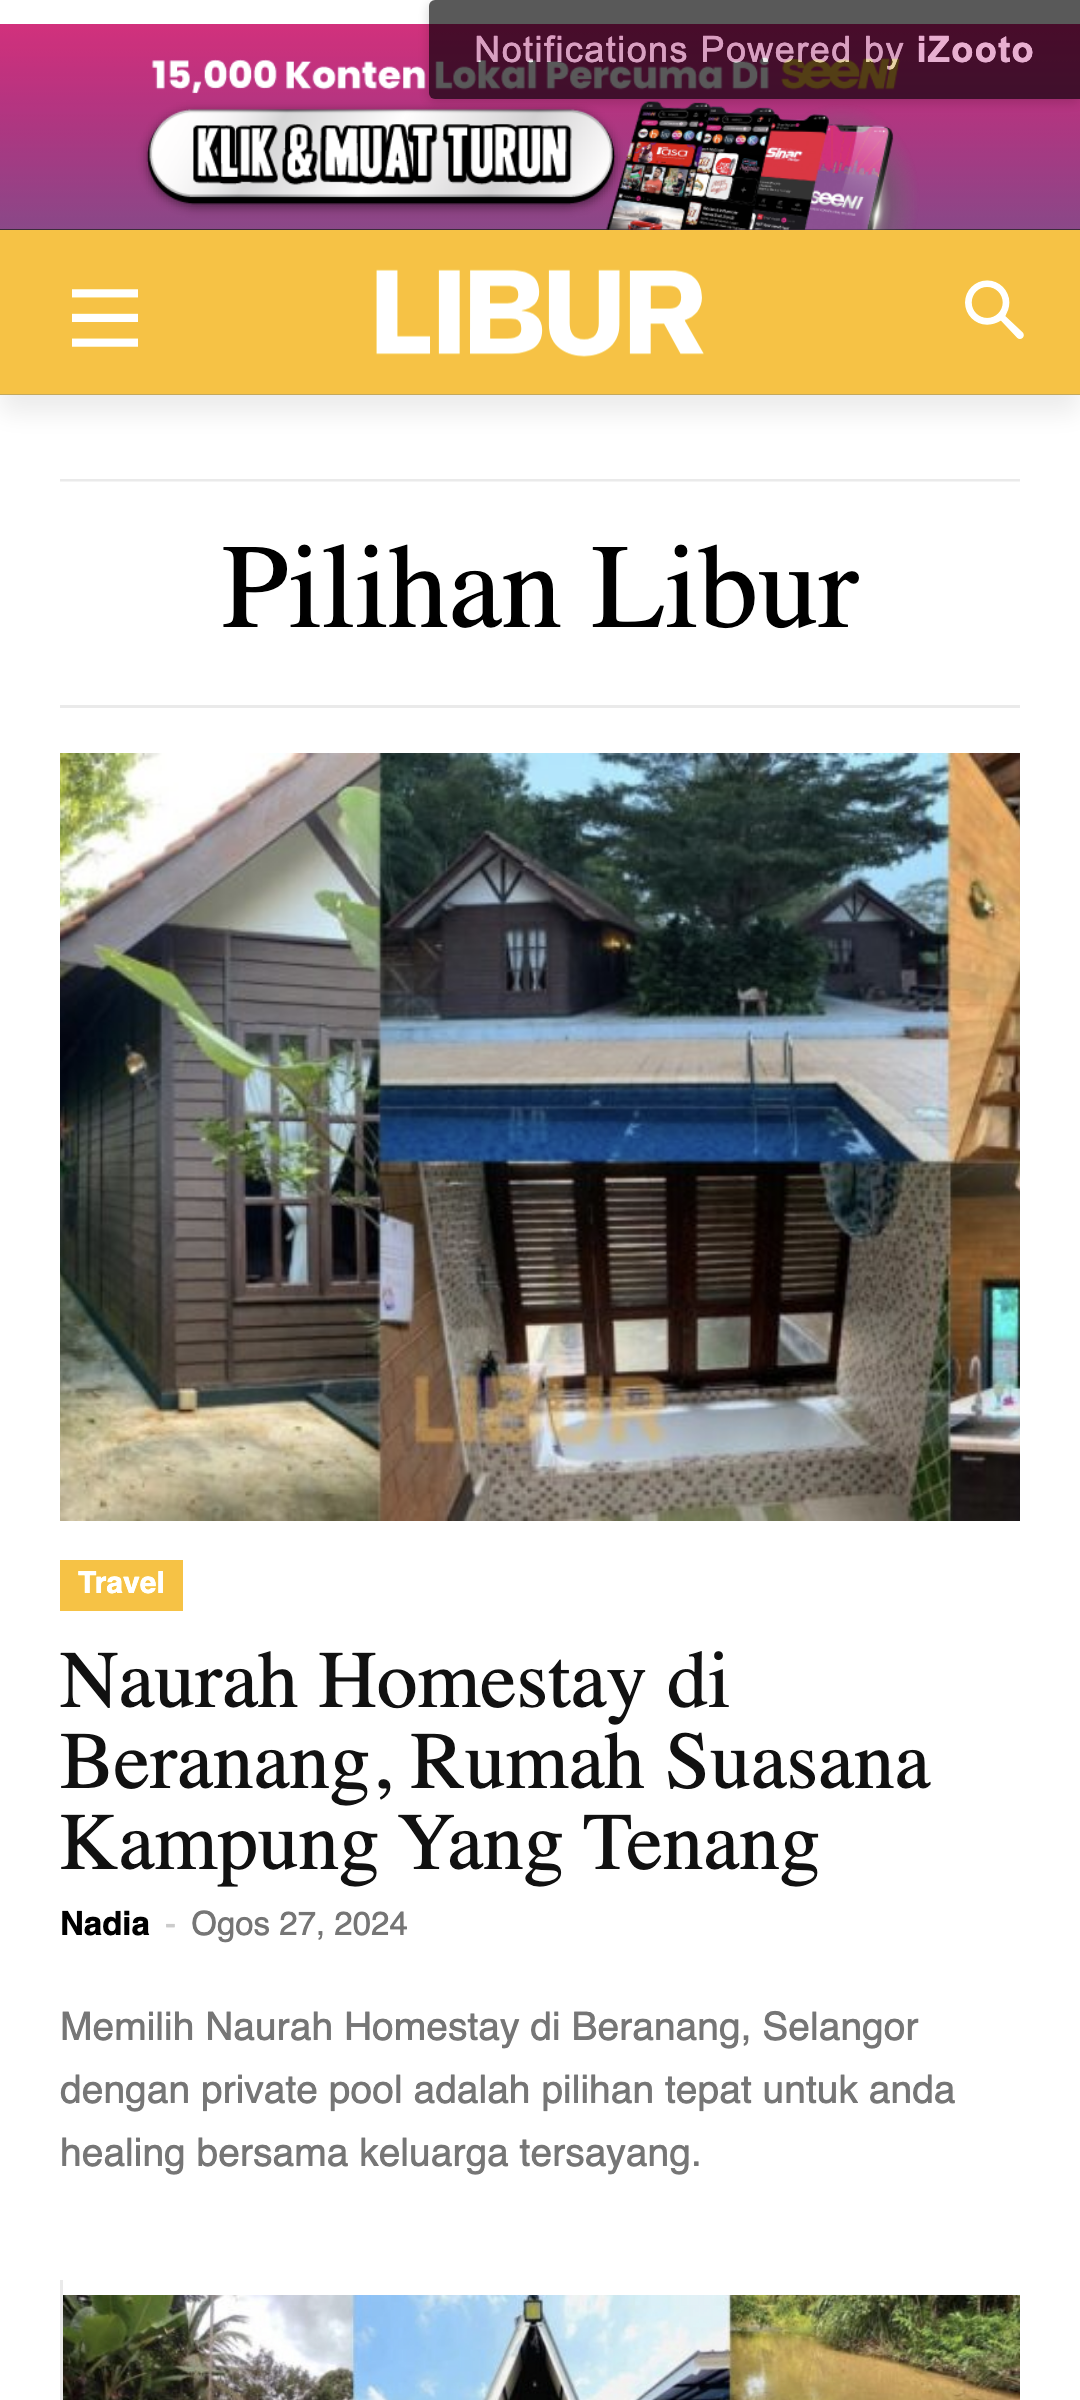 Notifications Powered by iZooto
15,000 Konten Lokal Percuma Di SeeNI
KLIK & MUAT TURUN
Sinar
SeeNI
LIBUR
Pilihan Libur
LIBUR
Travel
Naurah Homestay di
Beranang, Rumah Suasana
Kampung Yang Tenang
Nadia - Ogos 27, 2024
Memilih Naurah Homestay di Beranang, Selangor
dengan private pool adalah pilihan tepat untuk anda
healing bersama keluarga tersayang.